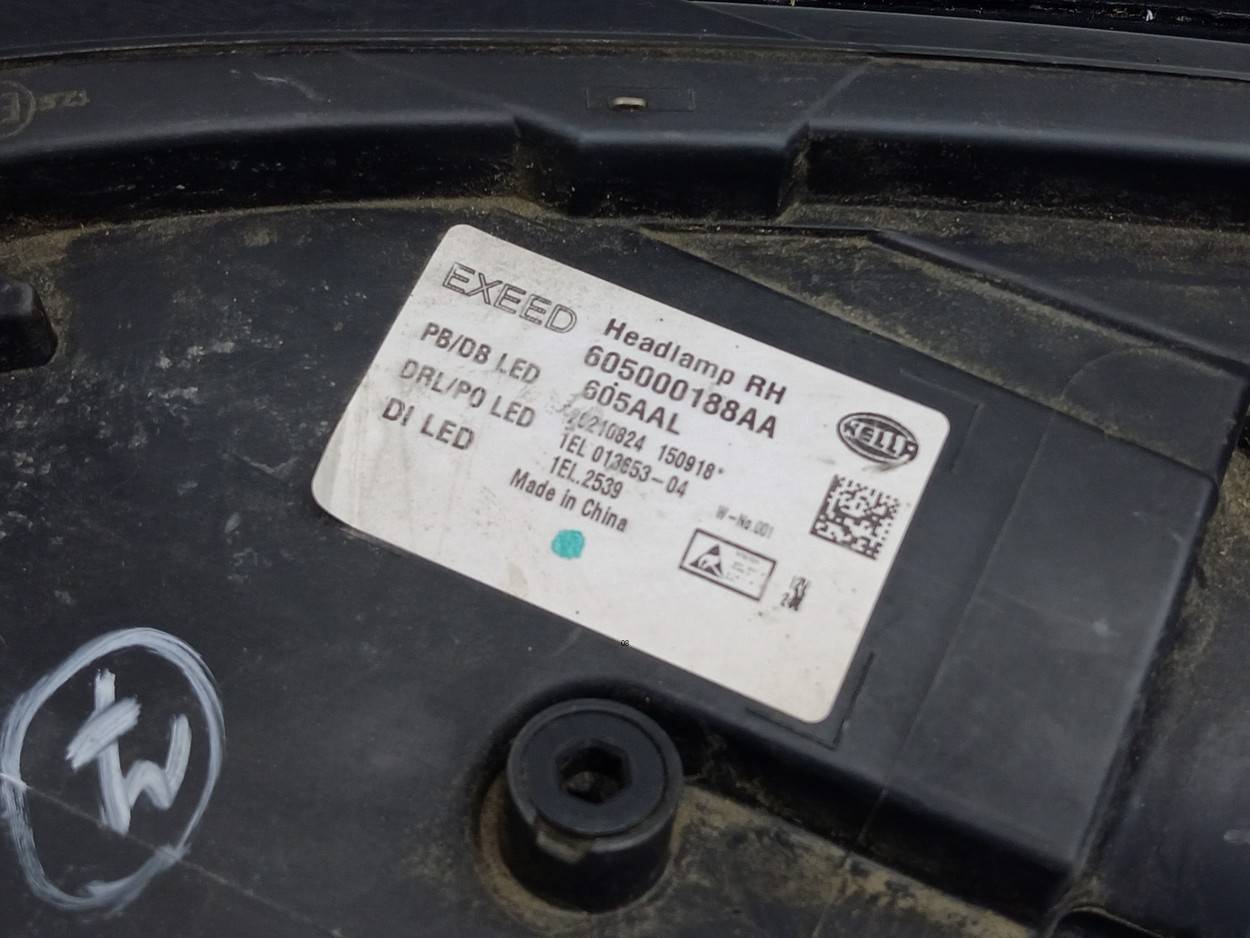 EXEED
Headlamp RH
605000188AA
605AAL
PB/DB LED
DRL/PO LED
DI LED
20210824 150918*
1EL 013653-04
1EL.2539
Made in China
HELLA
W-No.001